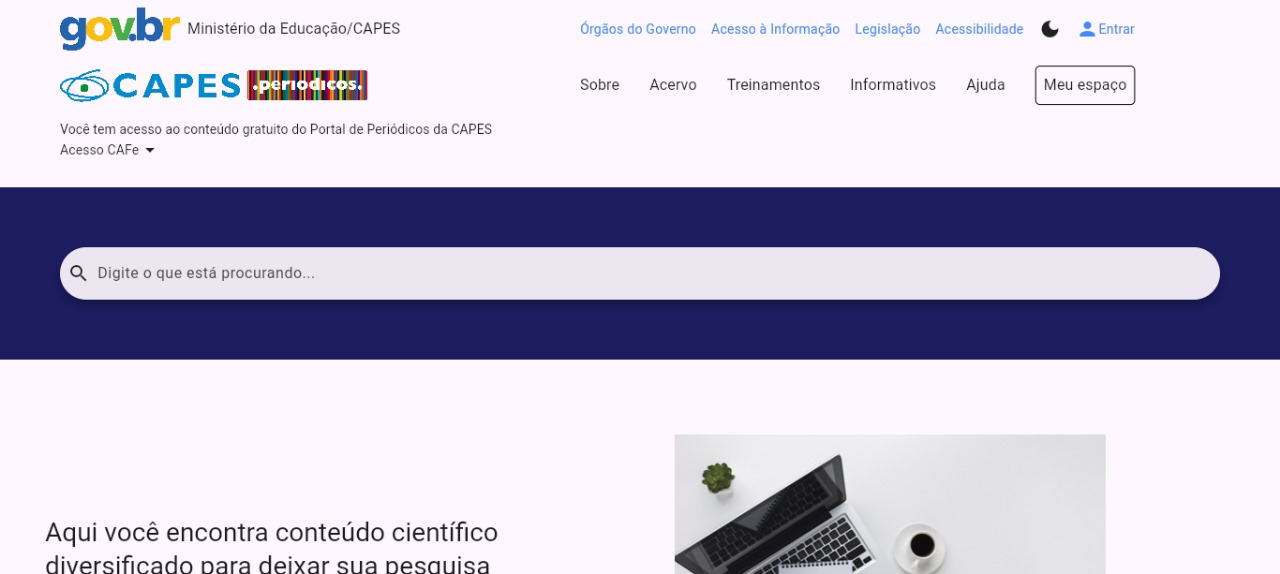 gov.br Ministério da Educação/CAPES
Órgãos do Governo Acesso à Informação Legislação Acessibilidade Entrar
CAPES .periodicos.
Sobre Acervo Treinamentos Informativos Ajuda Meu espaço
Você tem acesso ao conteúdo gratuito do Portal de Periódicos da CAPES
Acesso CAFe
Digite o que está procurando...
Aqui você encontra conteúdo científico
diversificado para deixar sua pesquisa